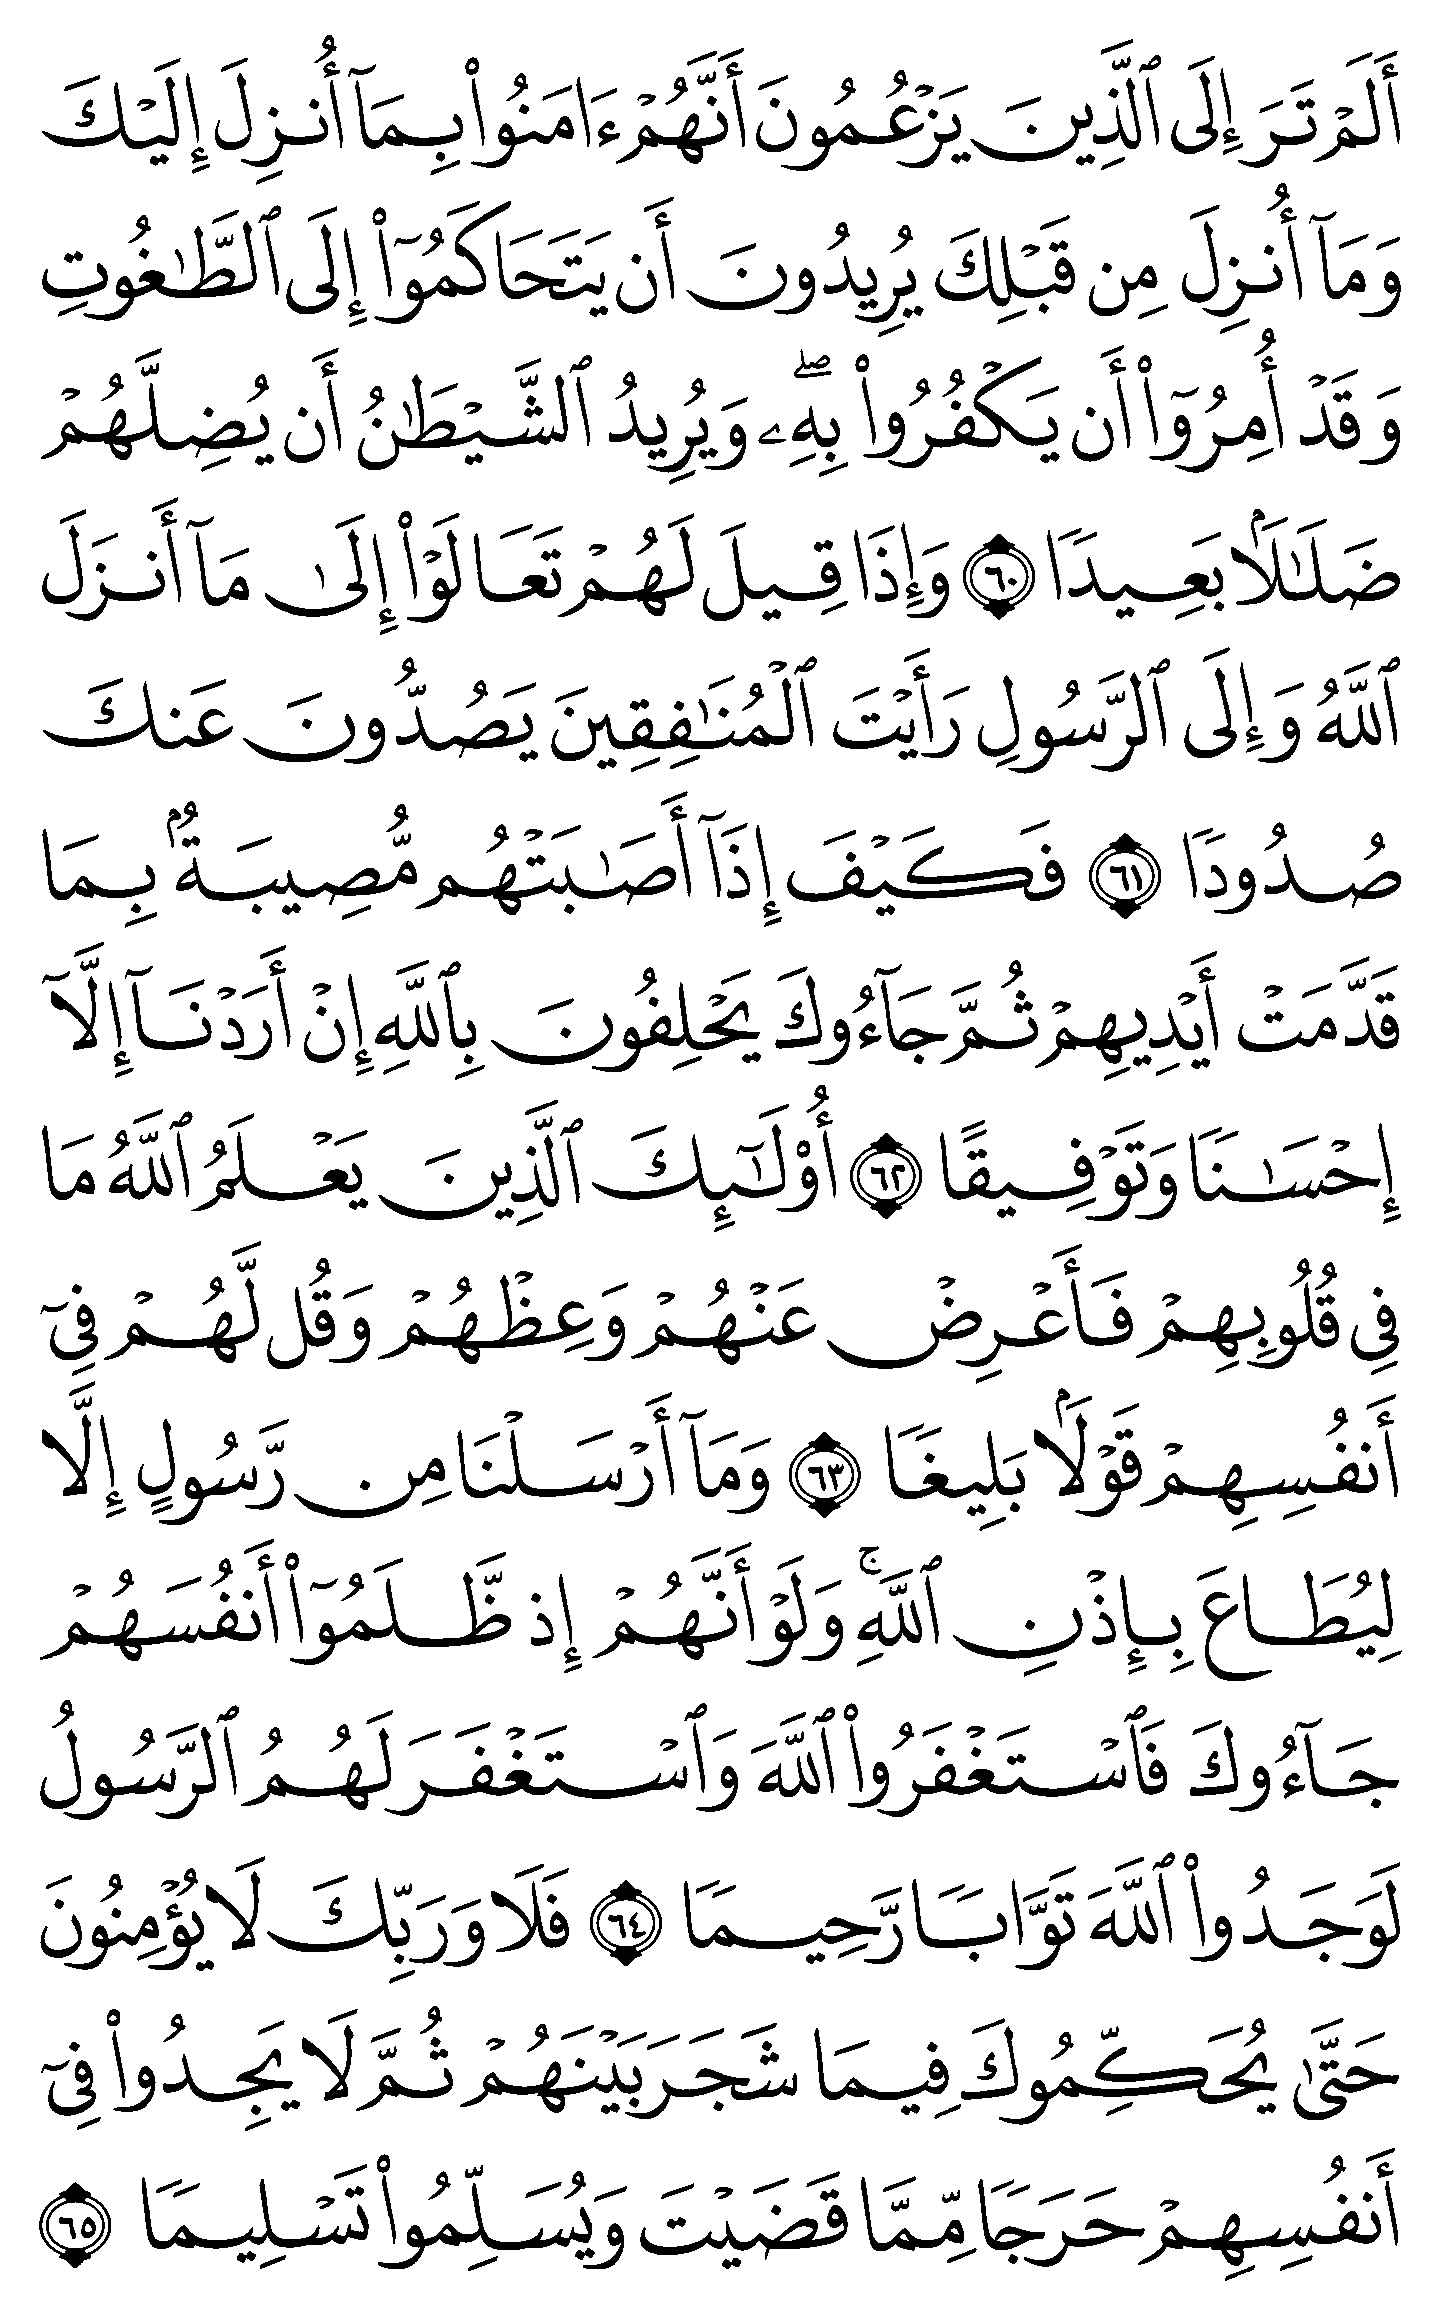 أَلَمْ تَرَ إِلَى ٱلَّذِينَ يَزْعُمُونَ أَنَّهُمْ ءَامَنُوا۟ بِمَآ أُنزِلَ إِلَيْكَ
وَمَآ أُنزِلَ مِن قَبْلِكَ يُرِيدُونَ أَن يَتَحَاكَمُوٓا۟ إِلَى ٱلطَّـٰغُوتِ
وَقَدْ أُمِرُوٓا۟ أَن يَكْفُرُوا۟ بِهِۦۖ وَيُرِيدُ ٱلشَّيْطَـٰنُ أَن يُضِلَّهُمْ
ضَلَـٰلًۢا بَعِيدًا ٦٠ وَإِذَا قِيلَ لَهُمْ تَعَالَوْا۟ إِلَىٰ مَآ أَنزَلَ
ٱللَّهُ وَإِلَى ٱلرَّسُولِ رَأَيْتَ ٱلْمُنَـٰفِقِينَ يَصُدُّونَ عَنكَ
صُدُودًا ٦١ فَكَيْفَ إِذَآ أَصَـٰبَتْهُم مُّصِيبَةٌۢ بِمَا
قَدَّمَتْ أَيْدِيهِمْ ثُمَّ جَآءُوكَ يَحْلِفُونَ بِٱللَّهِ إِنْ أَرَدْنَآ إِلَّآ
إِحْسَـٰنًا وَتَوْفِيقًا ٦٢ أُو۟لَـٰٓئِكَ ٱلَّذِينَ يَعْلَمُ ٱللَّهُ مَا
فِى قُلُوبِهِمْ فَأَعْرِضْ عَنْهُمْ وَعِظْهُمْ وَقُل لَّهُمْ فِىٓ
أَنفُسِهِمْ قَوْلًۢا بَلِيغًا ٦٣ وَمَآ أَرْسَلْنَا مِن رَّسُولٍ إِلَّا
لِيُطَاعَ بِإِذْنِ ٱللَّهِۚ وَلَوْ أَنَّهُمْ إِذ ظَّلَمُوٓا۟ أَنفُسَهُمْ
جَآءُوكَ فَٱسْتَغْفَرُوا۟ ٱللَّهَ وَٱسْتَغْفَرَ لَهُمُ ٱلرَّسُولُ
لَوَجَدُوا۟ ٱللَّهَ تَوَّابًا رَّحِيمًا ٦٤ فَلَا وَرَبِّكَ لَا يُؤْمِنُونَ
حَتَّىٰ يُحَكِّمُوكَ فِيمَا شَجَرَ بَيْنَهُمْ ثُمَّ لَا يَجِدُوا۟ فِىٓ
أَنفُسِهِمْ حَرَجًا مِّمَّا قَضَيْتَ وَيُسَلِّمُوا۟ تَسْلِيمًا ٦٥